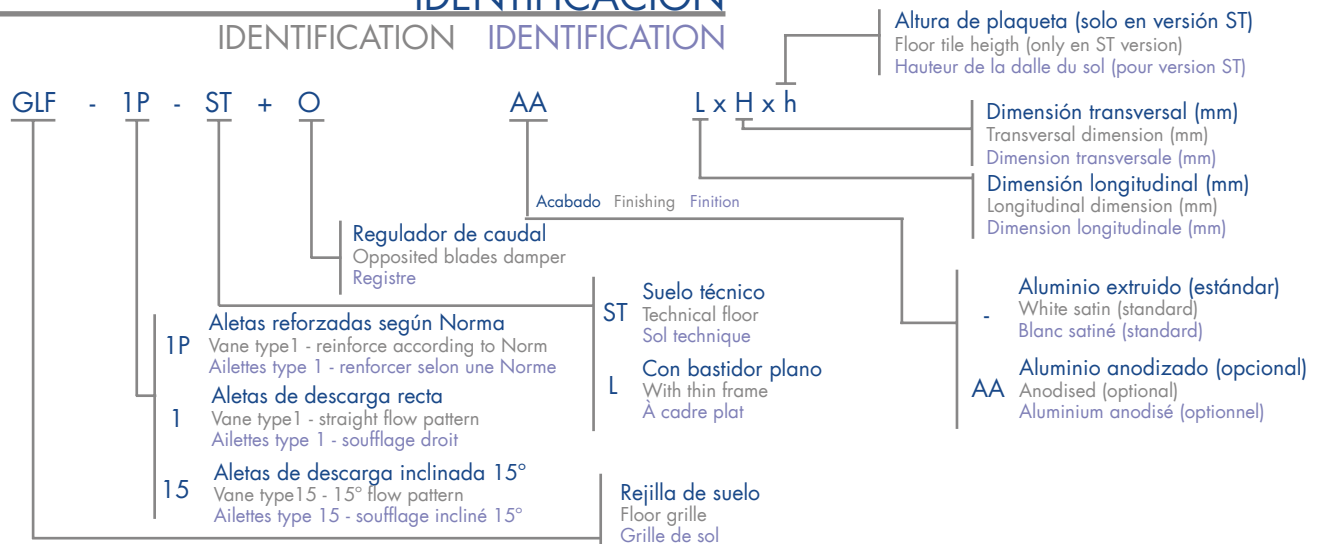 IDENTIFICACIÓN
IDENTIFICATION IDENTIFICATION
Altura de plaqueta (solo en versión ST)
Floor tile heigth (only en ST version)
Hauteur de la dalle du sol (pour version ST)
GLF - 1P - ST + O AA L x H x h
Dimensión transversal (mm)
Transversal dimension (mm)
Dimension transversale (mm)
Dimensión longitudinal (mm)
Longitudinal dimension (mm)
Dimension longitudinale (mm)
Acabado Finishing Finition
Regulador de caudal
Opposited blades damper
Registre
ST Suelo técnico
Technical floor
Sol technique
L Con bastidor plano
With thin frame
À cadre plat
- Aluminio extruido (estándar)
White satin (standard)
Blanc satiné (standard)
AA Aluminio anodizado (opcional)
Anodised (optional)
Aluminium anodisé (optionnel)
1P Aletas reforzadas según Norma
Vane type1 - reinforce according to Norm
Ailettes type 1 - renforcer selon une Norme
1 Aletas de descarga recta
Vane type1 - straight flow pattern
Ailettes type 1 - soufflage droit
15 Aletas de descarga inclinada 15º
Vane type15 - 15º flow pattern
Ailettes type 15 - soufflage incliné 15º
Rejilla de suelo
Floor grille
Grille de sol